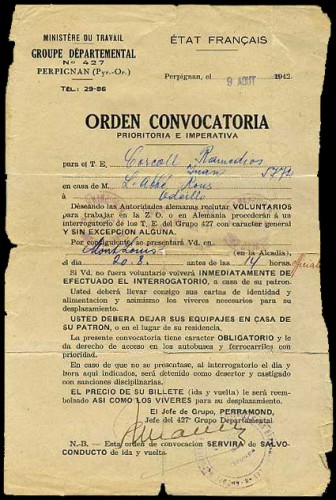 MINISTÈRE DU TRAVAIL
GROUPE DÉPARTEMENTAL
No 427
PERPIGNAN (Pyr.-Or.)
TÉL.: 29-86
ÉTAT FRANÇAIS
Perpignan, el 9 AOUT 1942.
ORDEN CONVOCATORIA
PRIORITORIA E IMPERATIVA
para el T. E. Corcoll
Juan
en casa de M. L'Abbé
à Odeillo
Deseando las Autoridades Alemanas reclutar VOLUNTARIOS
para trabajar en la Z. O. o en Alemania procederán à un
interrogatorio de los T. E. del Grupo 427 con caracter general
Y SIN EXCEPCION ALGUNA.
Por consiguiente se presentará Vd. en
Montlouis (en la Alcadia),
el dia 20.8. antes de las 14 horas.
Si Vd. no fuera voluntario volverá INMEDIATAMENTE DE
EFECTUADO EL INTERROGATORIO, a casa de su patron.
Usted debera llevar consigo sus cartas de identidad y
alimentacion y asimismo los viveres necesarios para su
desplazamiento.
USTED DEBERA DEJAR SUS EQUIPAJES EN CASA DE
SU PATRON, o en el lugar de su residencia.
La presente convocatoria tiene caracter OBLIGATORIO y le
da derecho de acceso en los autobuses y ferrocarriles con
prioridad.
En caso de que no se presentase, al interrogatorio el dia y
hora aquí indicados, será detenido como desertor y castigado
con sanciones disciplinarias.
EL PRECIO DE SU BILLETE (ida y vuelta) le será reem-
bolsado ASI COMO LOS VIVERES para su desplazamiento.
El Jefe de Grupo, PERRAMOND,
Jefe del 427e Grupo Departamental
N.-B. — Esta orden de convocation SERVIRA de SALVO-
CONDUCTO de ida y vuelta.